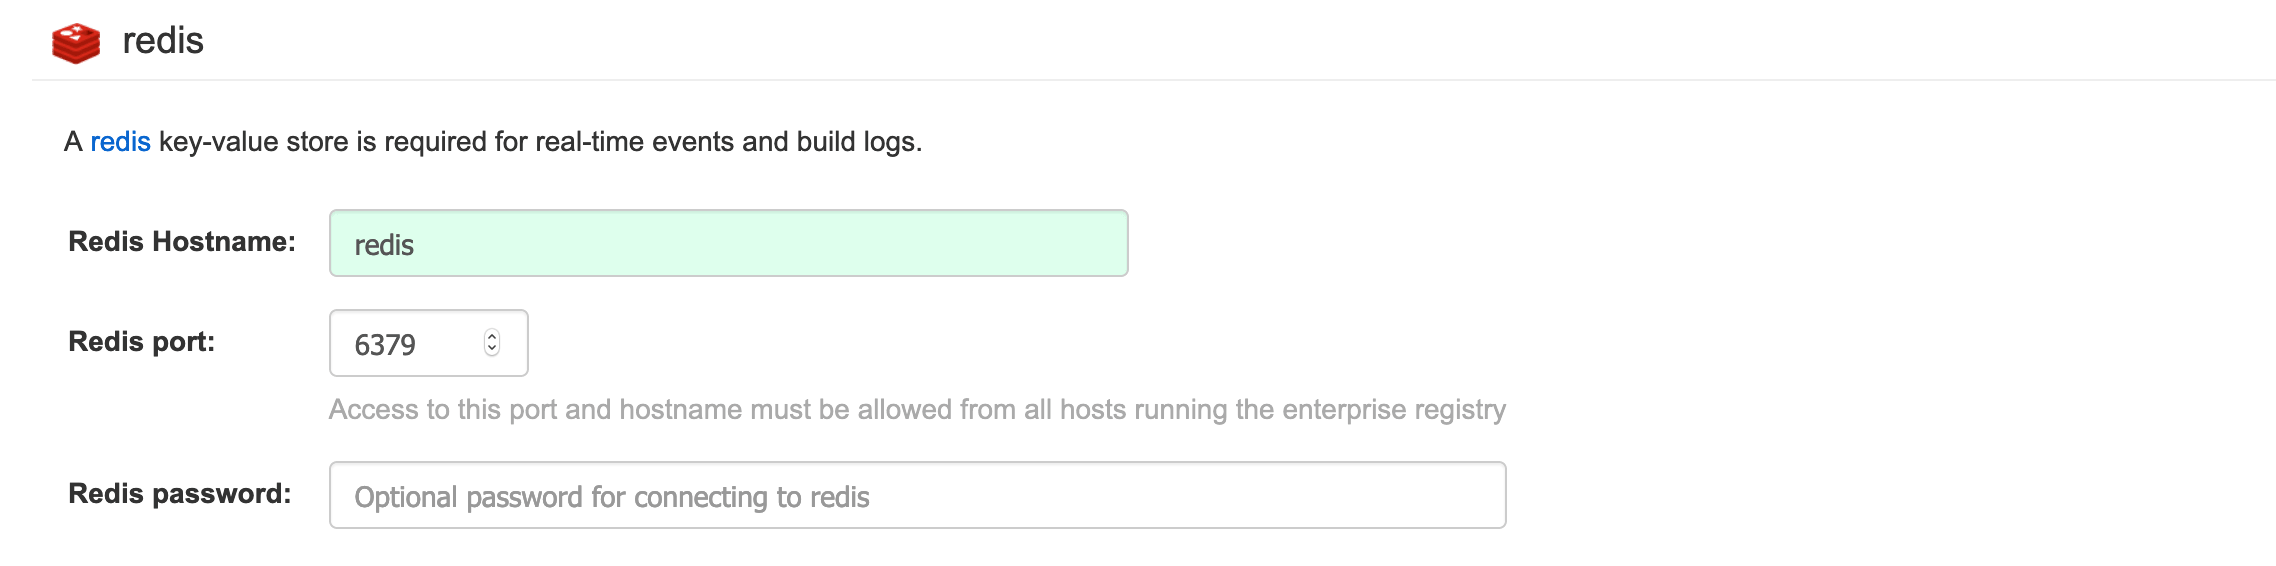 redis
A redis key-value store is required for real-time events and build logs.
Redis Hostname: redis
Redis port: 6379
Access to this port and hostname must be allowed from all hosts running the enterprise registry
Redis password: Optional password for connecting to redis